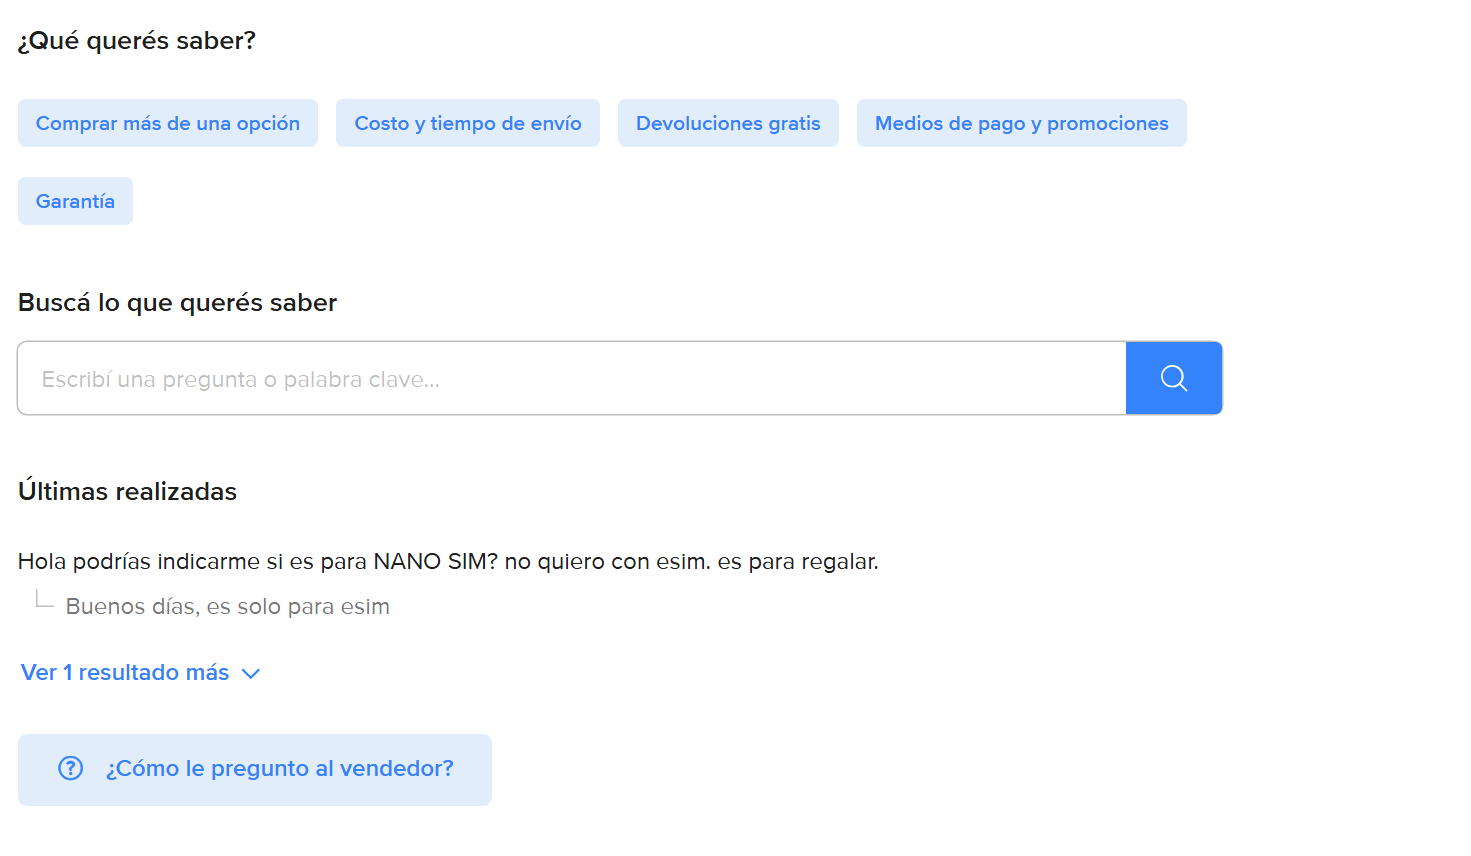 ¿Qué querés saber?
Comprar más de una opción
Costo y tiempo de envío
Devoluciones gratis
Medios de pago y promociones
Garantía
Buscá lo que querés saber
Escribí una pregunta o palabra clave...
Últimas realizadas
Hola podrías indicarme si es para NANO SIM? no quiero con esim. es para regalar.
Buenos días, es solo para esim
Ver 1 resultado más
¿Cómo le pregunto al vendedor?